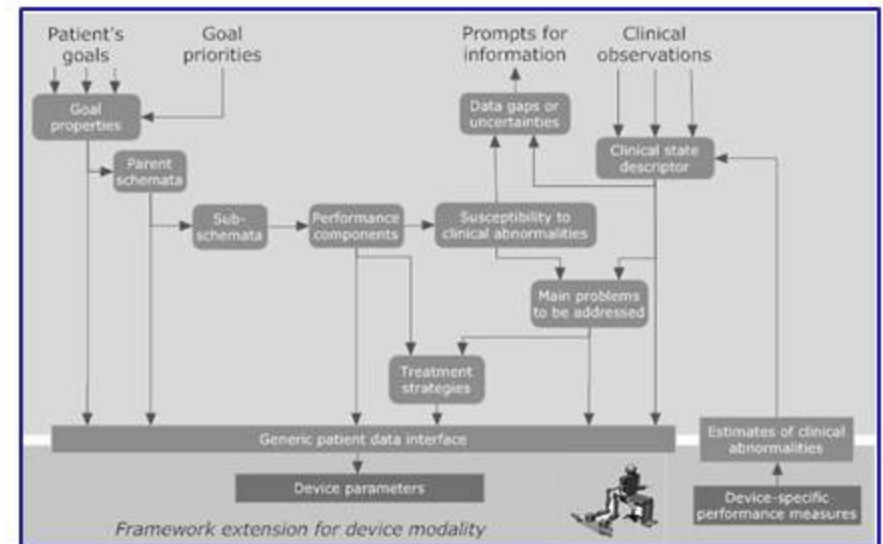 Patient's
goals
Goal
priorities
Prompts for
information
Clinical
observations
Goal
properties
Data gaps or
uncertainties
Clinical state
descriptor
Parent
schemata
Sub-
schemata
Performance
components
Susceptibility to
clinical abnormalities
Main problems
to be addressed
Treatment
strategies
Generic patient data interface
Estimates of clinical
abnormalities
Device parameters
Device-specific
performance measures
Framework extension for device modality